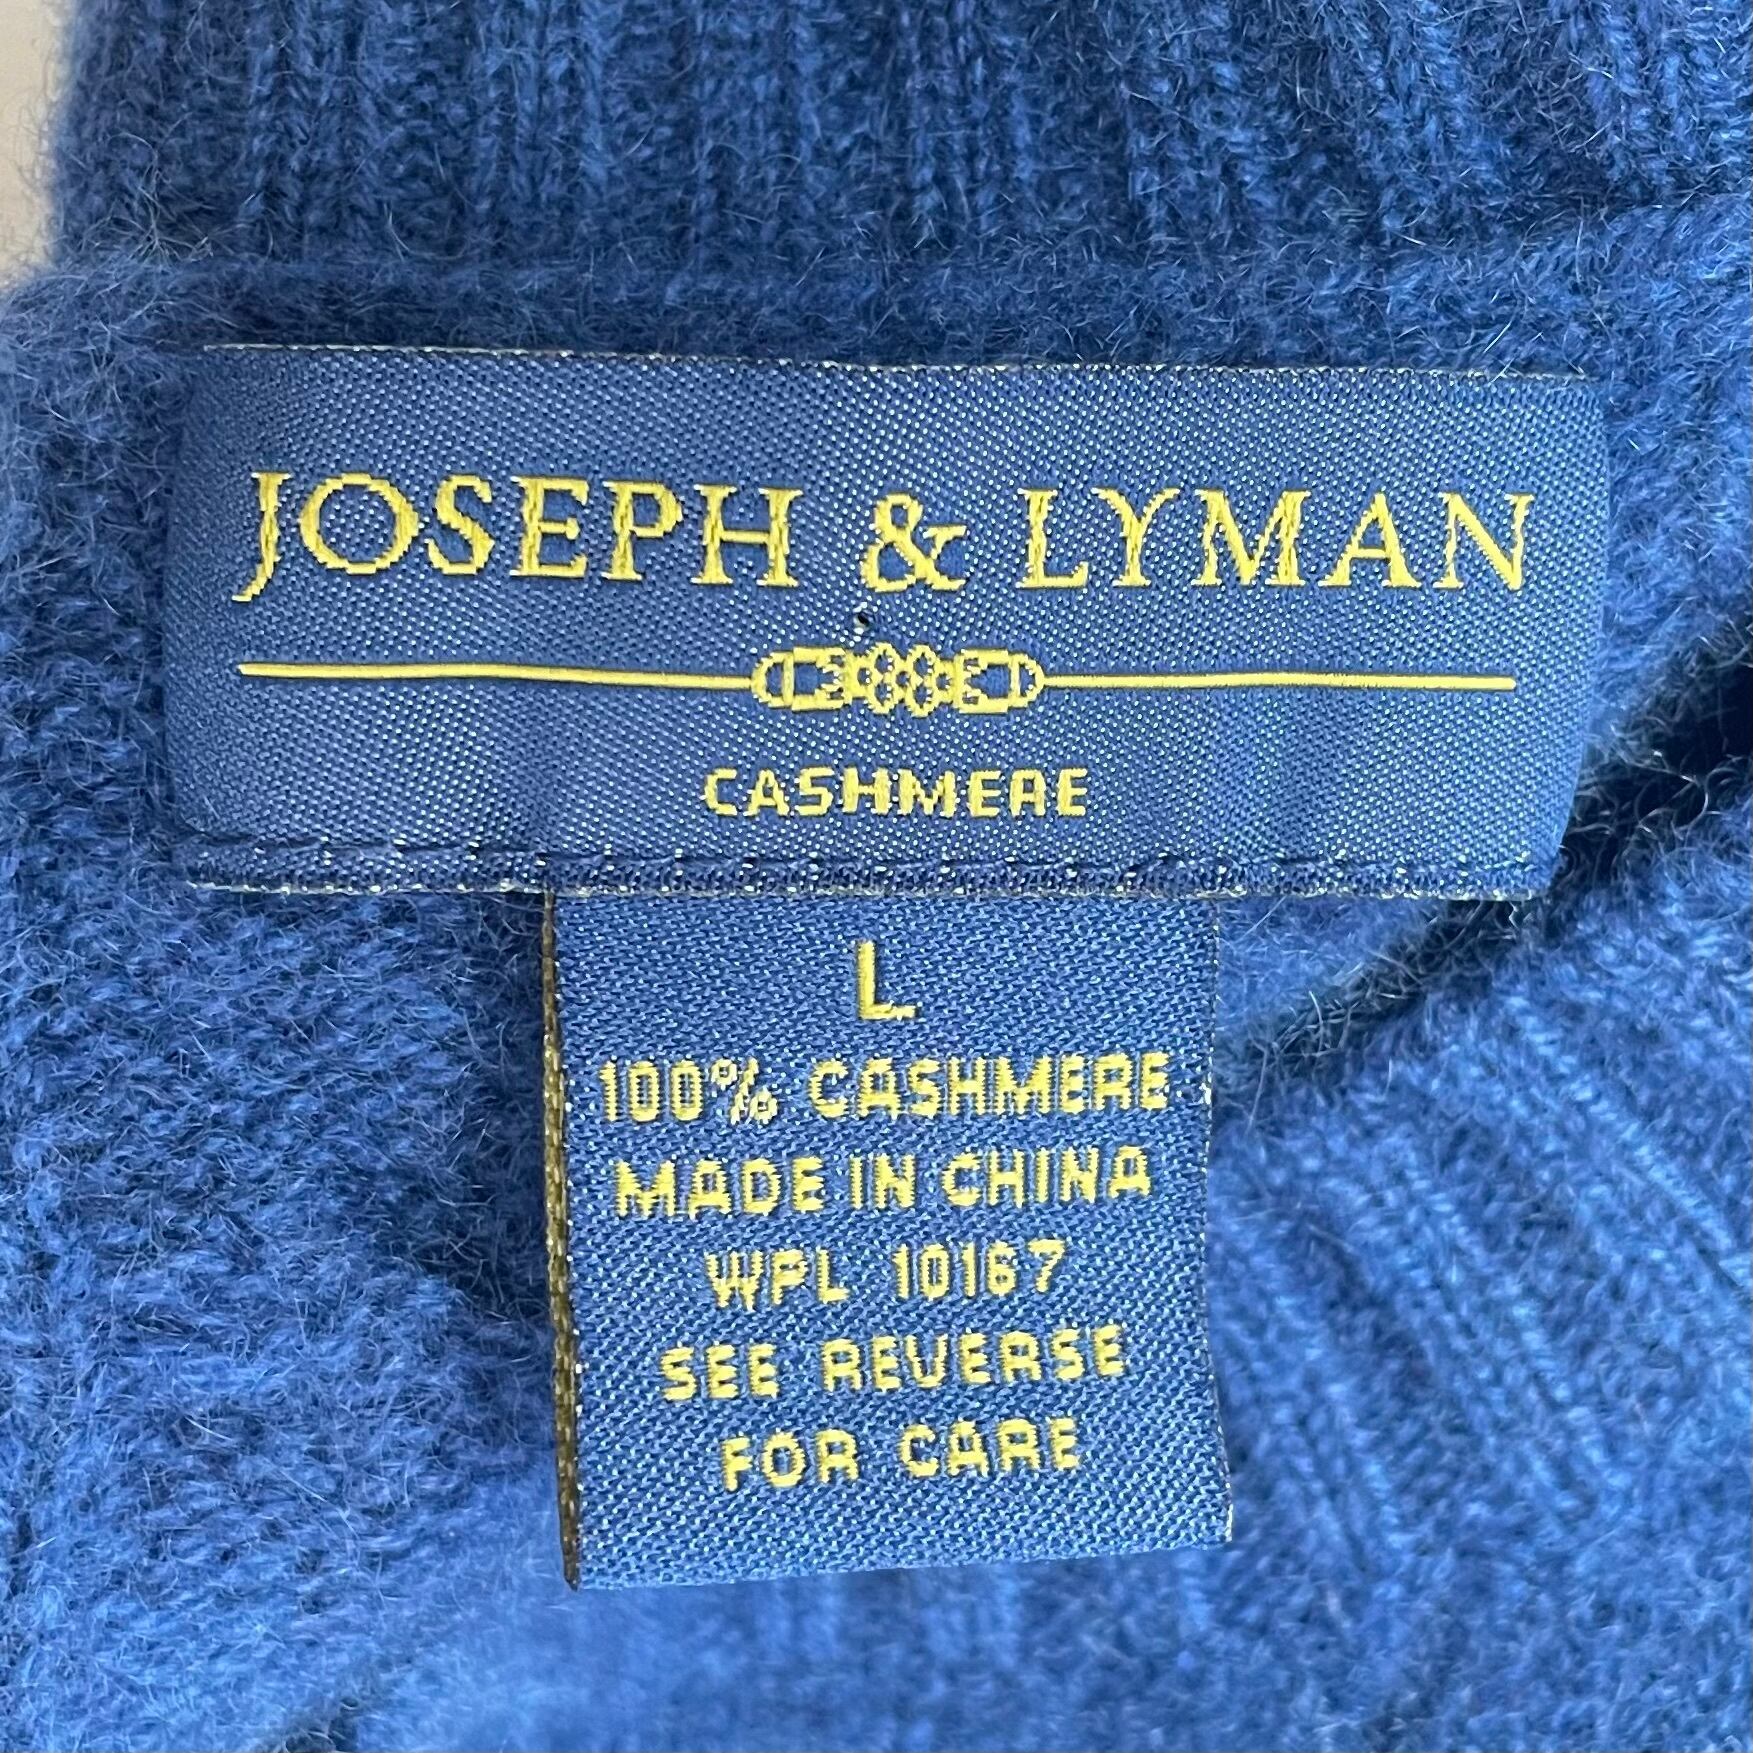 JOSEPH & LYMAN
CASHMERE
L
100% CASHMERE
MADE IN CHINA
WPL 10167
SEE REVERSE
FOR CARE